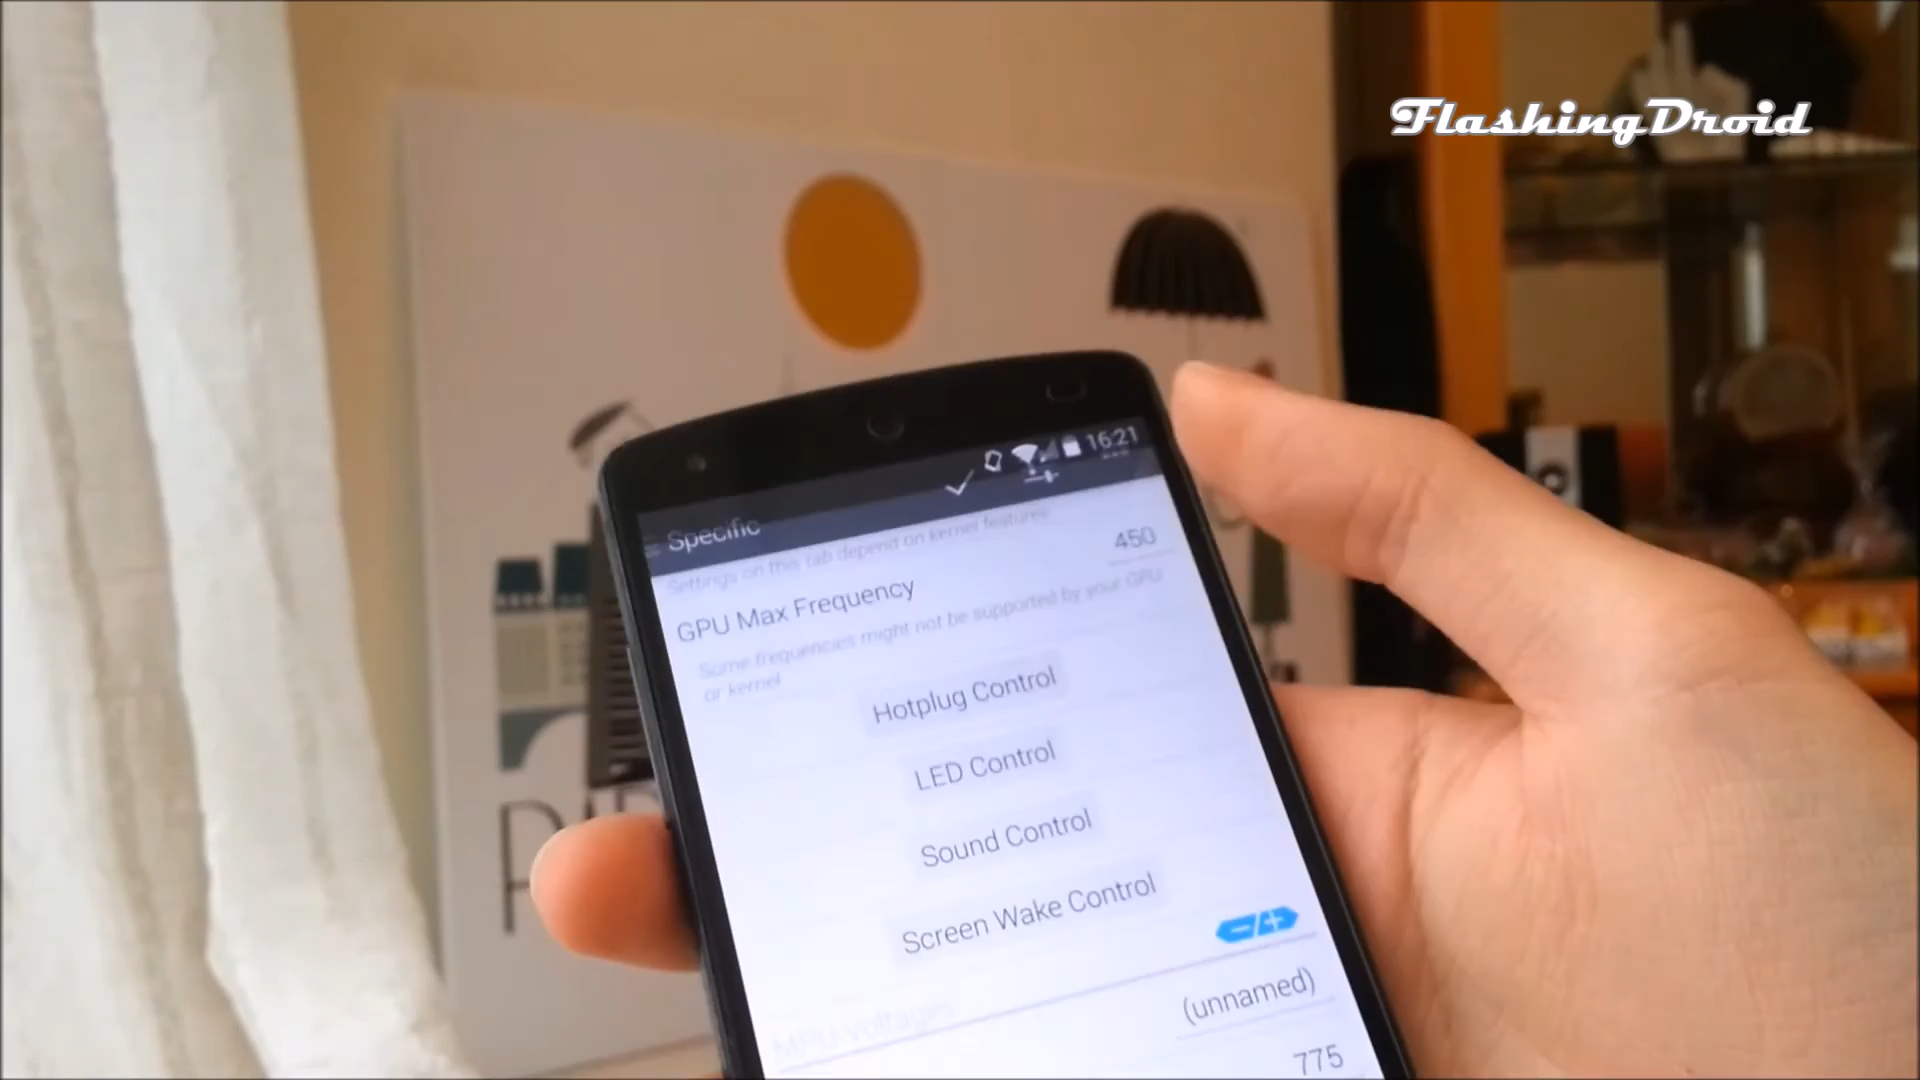 FlashingDroid
16:21
Specific
Settings on this tab depend on kernel features
GPU Max Frequency
450
Some frequencies might not be supported by your GPU
or kernel
Hotplug Control
LED Control
Sound Control
Screen Wake Control
MPU Voltages
(unnamed)
775